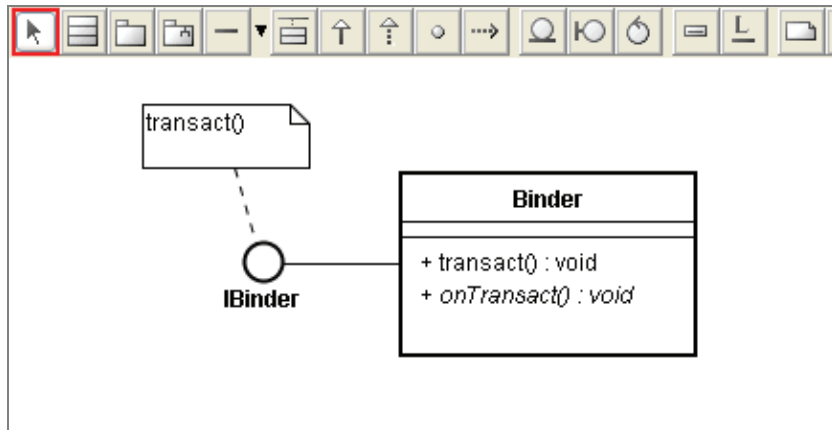 transact()
Binder
+ transact() : void
+ onTransact() : void
IBinder